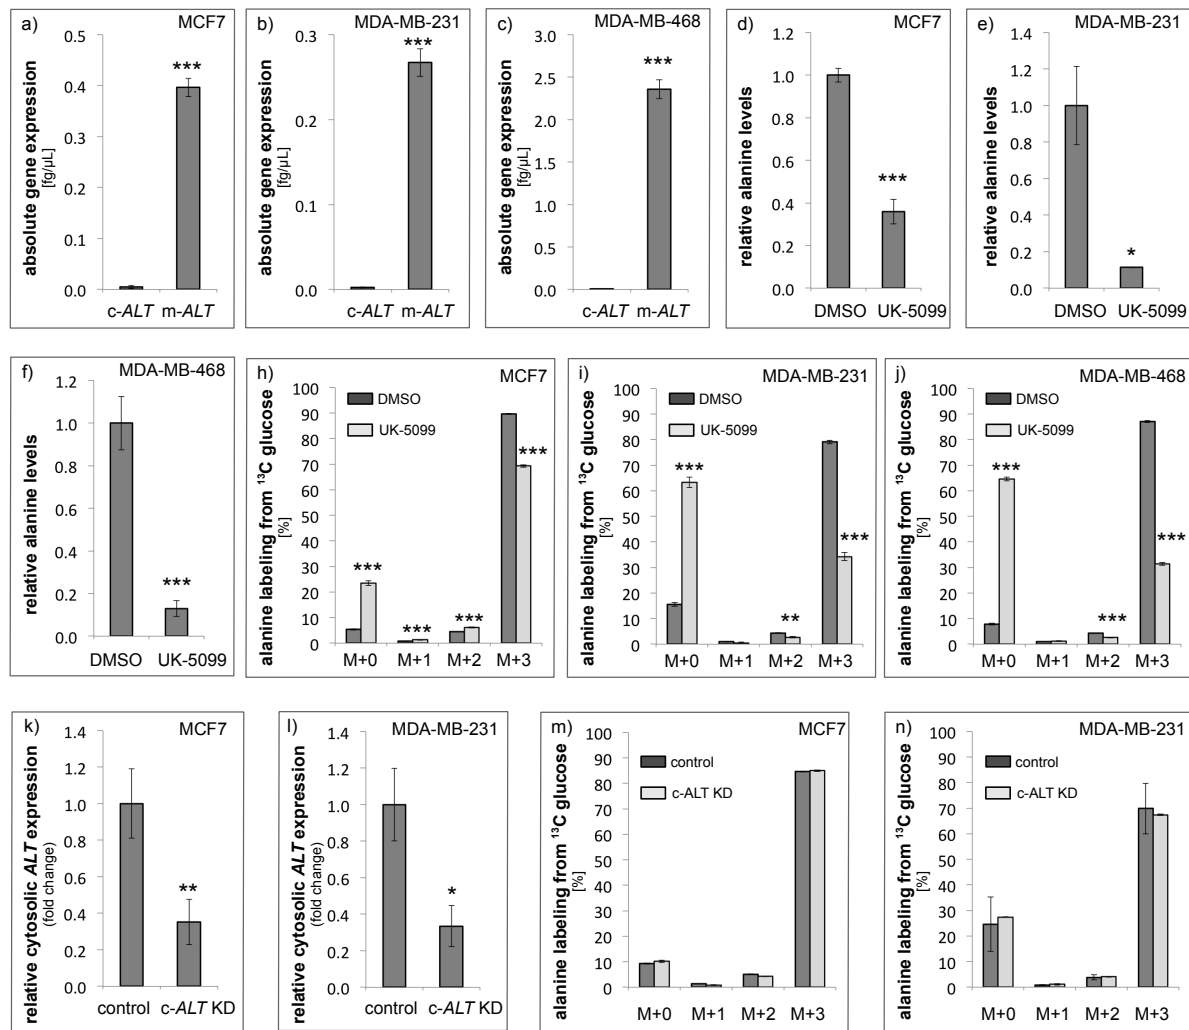 a) MCF7
absolute gene expression
[fg/µL]
0.5
0.4
0.3
0.2
0.1
0.0
***
c-ALT m-ALT
b) MDA-MB-231
absolute gene expression
[fg/µL]
0.3
0.2
0.1
0.0
***
c-ALT m-ALT
c) MDA-MB-468
absolute gene expression
[fg/µL]
3.0
2.5
2.0
1.5
1.0
0.5
0.0
***
c-ALT m-ALT
d) MCF7
relative alanine levels
1.2
1.0
0.8
0.6
0.4
0.2
0.0
***
DMSO UK-5099
e) MDA-MB-231
relative alanine levels
1.4
1.2
1.0
0.8
0.6
0.4
0.2
0.0
*
DMSO UK-5099
f) MDA-MB-468
relative alanine levels
1.2
1.0
0.8
0.6
0.4
0.2
0.0
***
DMSO UK-5099
h) MCF7
alanine labeling from ¹³C glucose
[%]
100
90
80
70
60
50
40
30
20
10
0
DMSO
UK-5099
*** *** *** ***
M+0 M+1 M+2 M+3
i) MDA-MB-231
alanine labeling from ¹³C glucose
[%]
100
90
80
70
60
50
40
30
20
10
0
DMSO
UK-5099
*** ** ***
M+0 M+1 M+2 M+3
j) MDA-MB-468
alanine labeling from ¹³C glucose
[%]
100
90
80
70
60
50
40
30
20
10
0
DMSO
UK-5099
*** *** ***
M+0 M+1 M+2 M+3
k) MCF7
relative cytosolic ALT expression
(fold change)
1.4
1.2
1.0
0.8
0.6
0.4
0.2
0.0
**
control c-ALT KD
l) MDA-MB-231
relative cytosolic ALT expression
(fold change)
1.4
1.2
1.0
0.8
0.6
0.4
0.2
0.0
*
control c-ALT KD
m) MCF7
alanine labeling from ¹³C glucose
[%]
100
90
80
70
60
50
40
30
20
10
0
control
c-ALT KD
M+0 M+1 M+2 M+3
n) MDA-MB-231
alanine labeling from ¹³C glucose
[%]
100
90
80
70
60
50
40
30
20
10
0
control
c-ALT KD
M+0 M+1 M+2 M+3